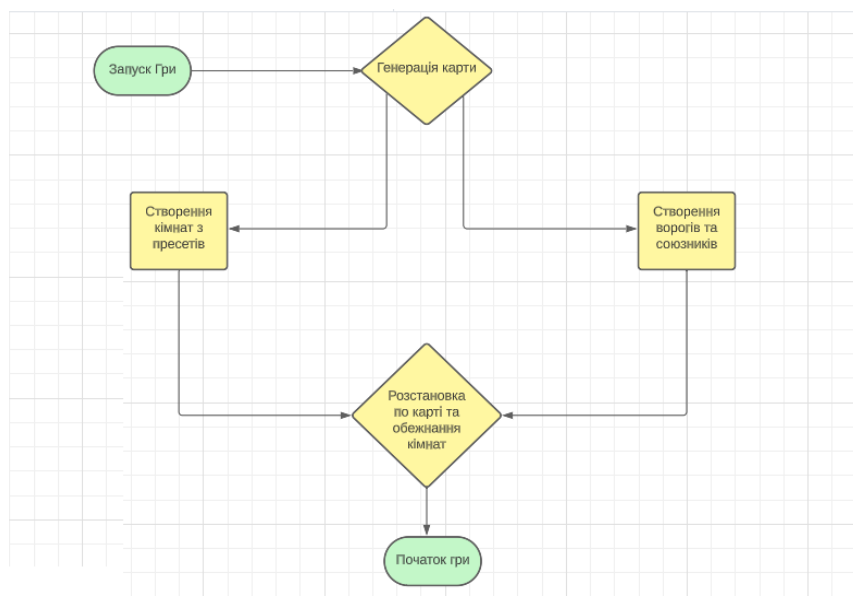 Запуск Гри
Генерація карти
Створення
кімнат з
пресетів
Створення
ворогів та
союзників
Розстановка
по карті та
обежнання
кімнат
Початок гри